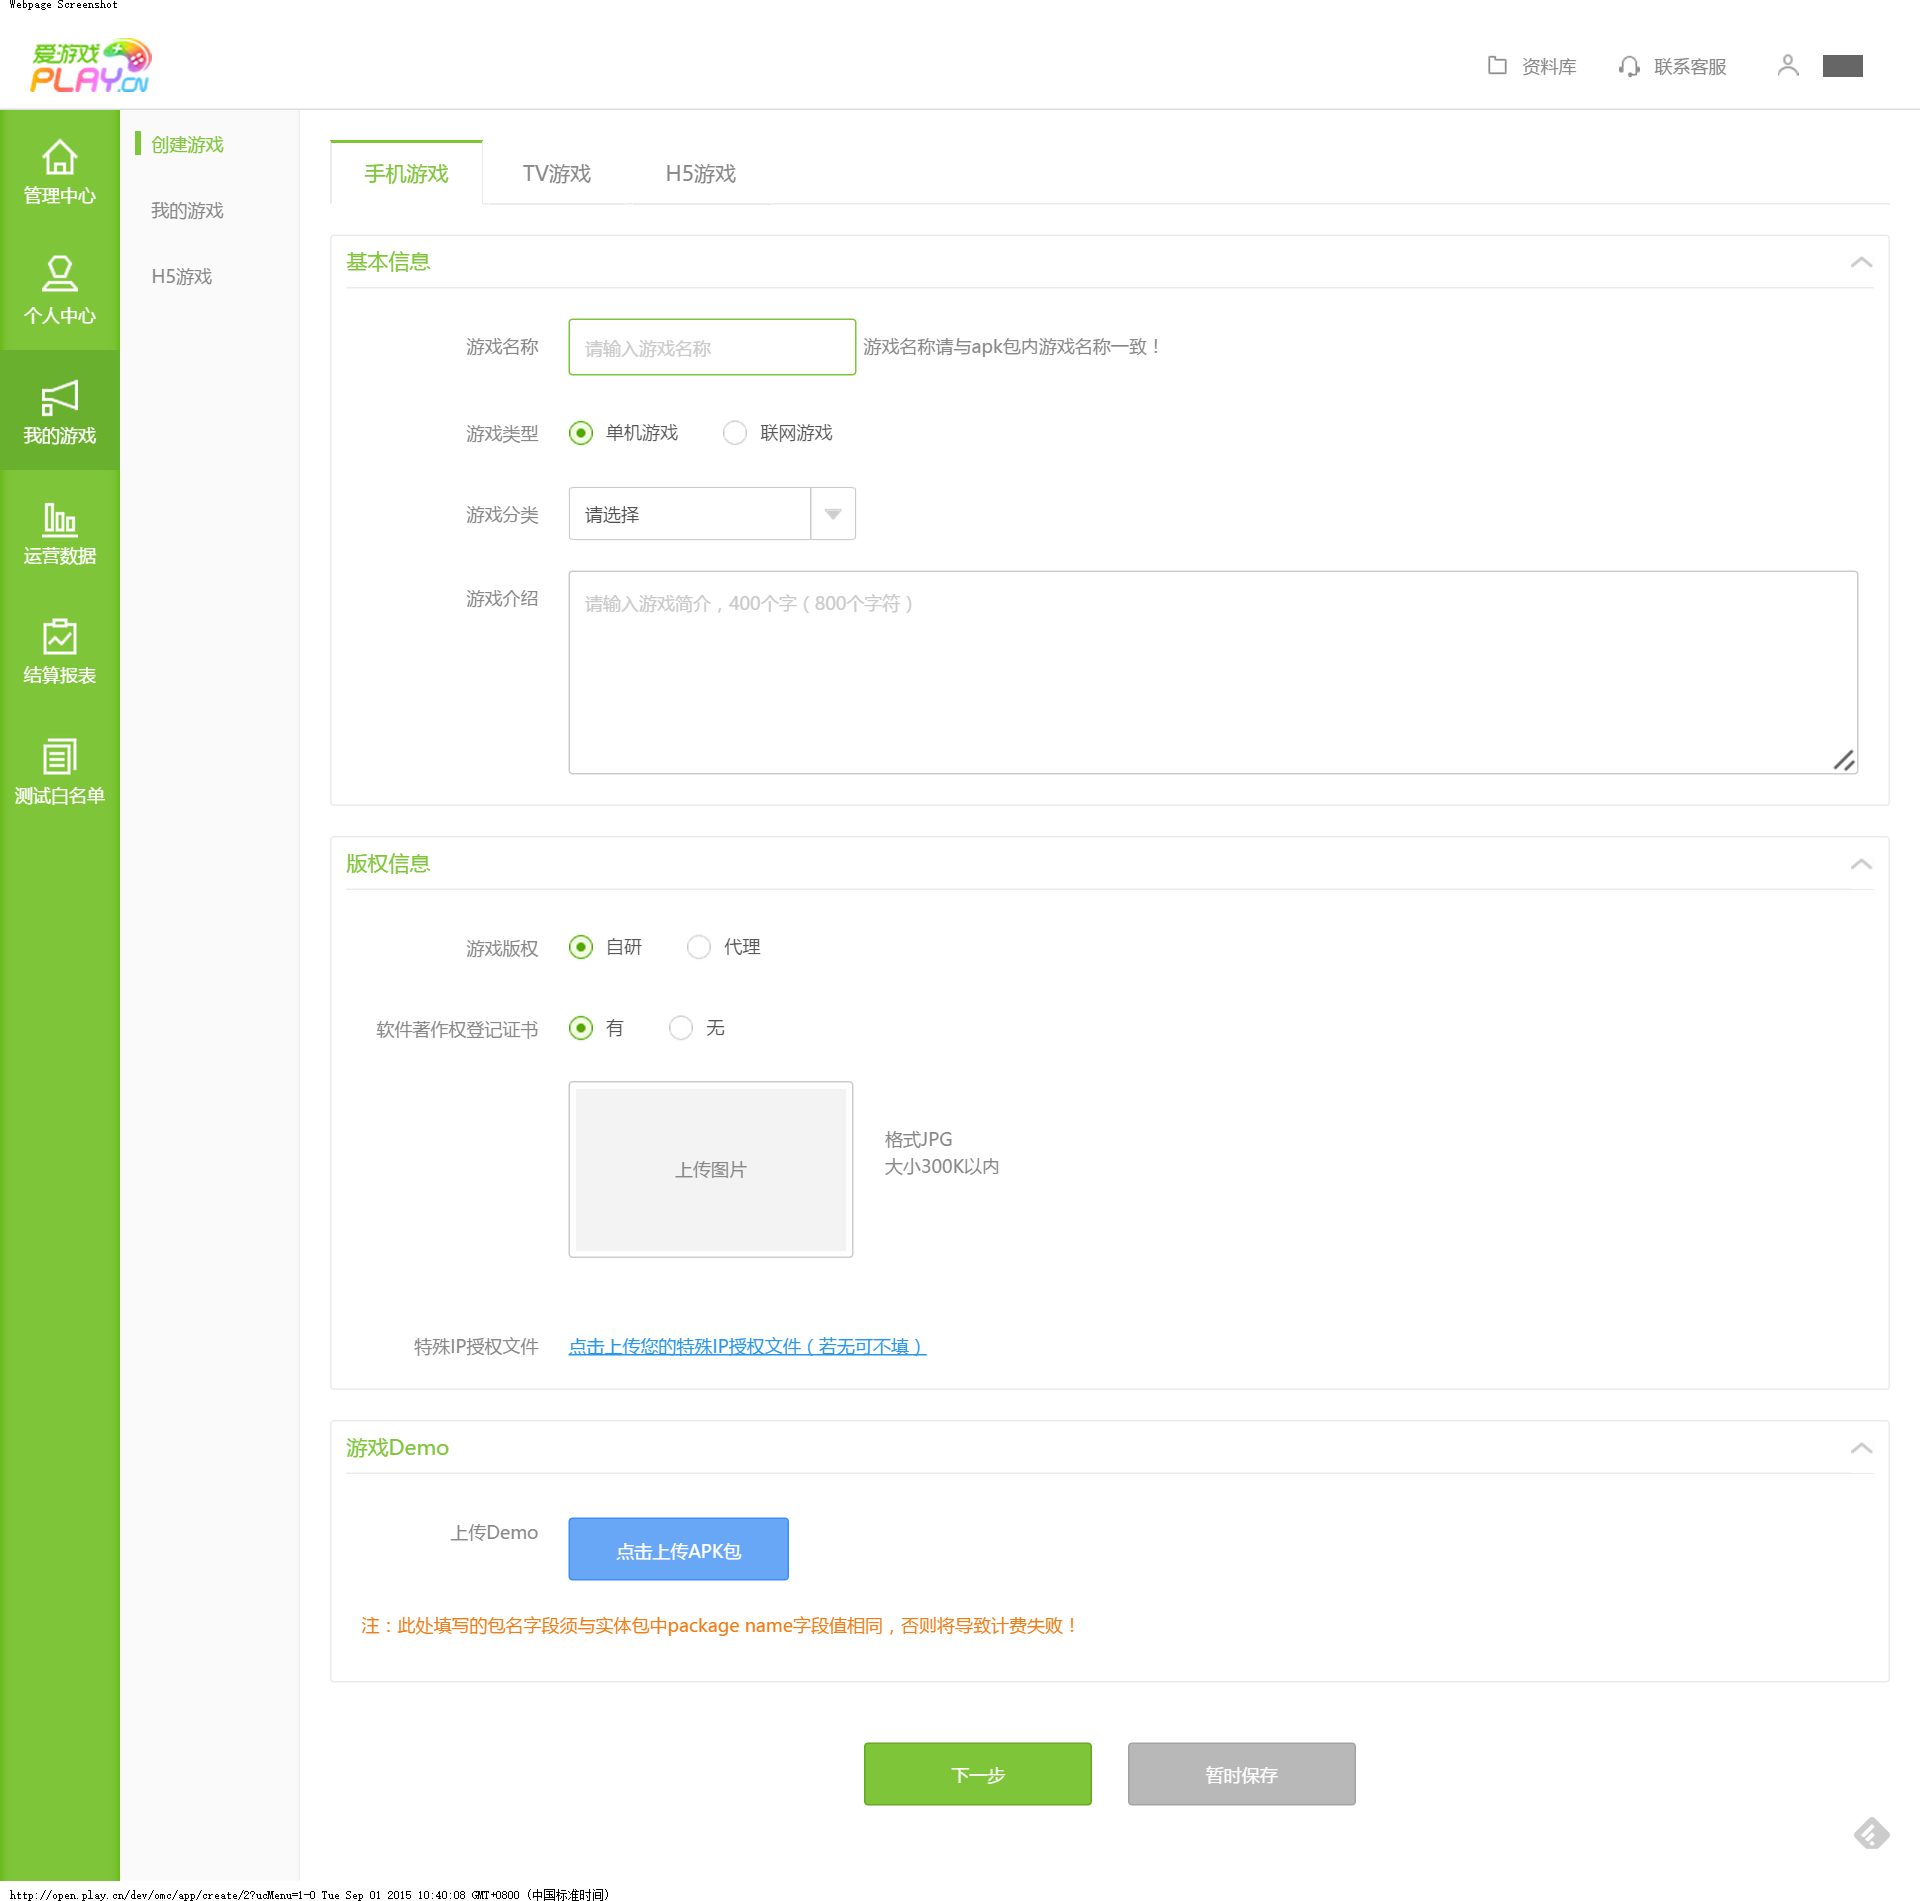 Webpage Screenshot
爱游戏
PLAY.CN
资料库
联系客服
管理中心
个人中心
我的游戏
运营数据
结算报表
测试白名单
创建游戏
我的游戏
H5游戏
手机游戏 TV游戏 H5游戏
基本信息
游戏名称 请输入游戏名称 游戏名称请与apk包内游戏名称一致！
游戏类型 单机游戏 联网游戏
游戏分类 请选择
游戏介绍 请输入游戏简介，400个字（800个字符）
版权信息
游戏版权 自研 代理
软件著作权登记证书 有 无
上传图片
格式JPG
大小300K以内
特殊IP授权文件 点击上传您的特殊IP授权文件（若无可不填）
游戏Demo
上传Demo 点击上传APK包
注：此处填写的包名字段须与实体包中package name字段值相同，否则将导致计费失败！
下一步 暂时保存
http://open.play.cn/dev/omc/app/create/2?ucMenu=1-0 Tue Sep 01 2015 10:40:08 GMT+0800 (中国标准时间)